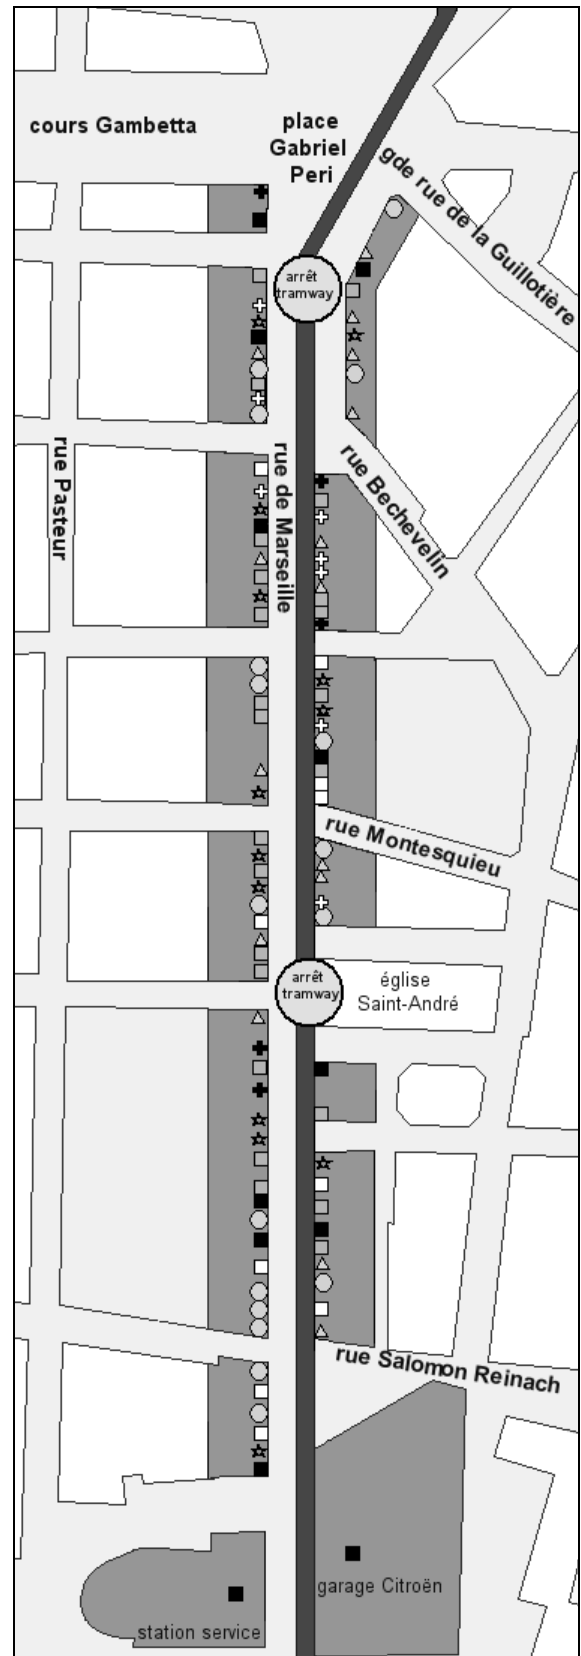 cours Gambetta
place
Gabriel
Peri
gde rue de la Guillotière
arrêt
tramway
rue Pasteur
rue de Marseille
rue Bechevelin
rue Montesquieu
arrêt
tramway
église
Saint-André
rue Salomon Reinach
garage Citroën
station service